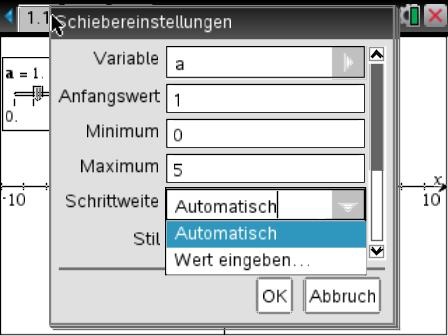 1.1
Schiebereinstellungen
Variable a
Anfangswert 1
Minimum 0
Maximum 5
Schrittweite Automatisch
Automatisch
Stil
Wert eingeben...
OK Abbruch
a = 1.
0.
-10
x
10